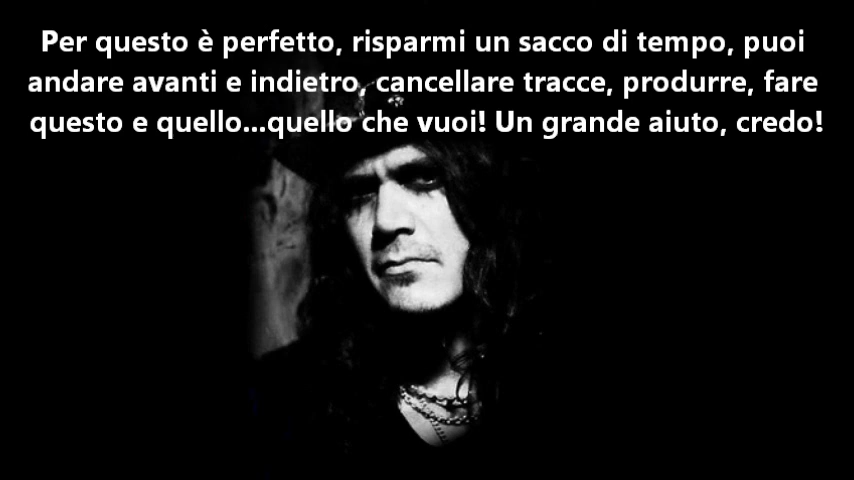 Per questo è perfetto, risparmi un sacco di tempo, puoi
andare avanti e indietro, cancellare tracce, produrre, fare
questo e quello...quello che vuoi! Un grande aiuto, credo!